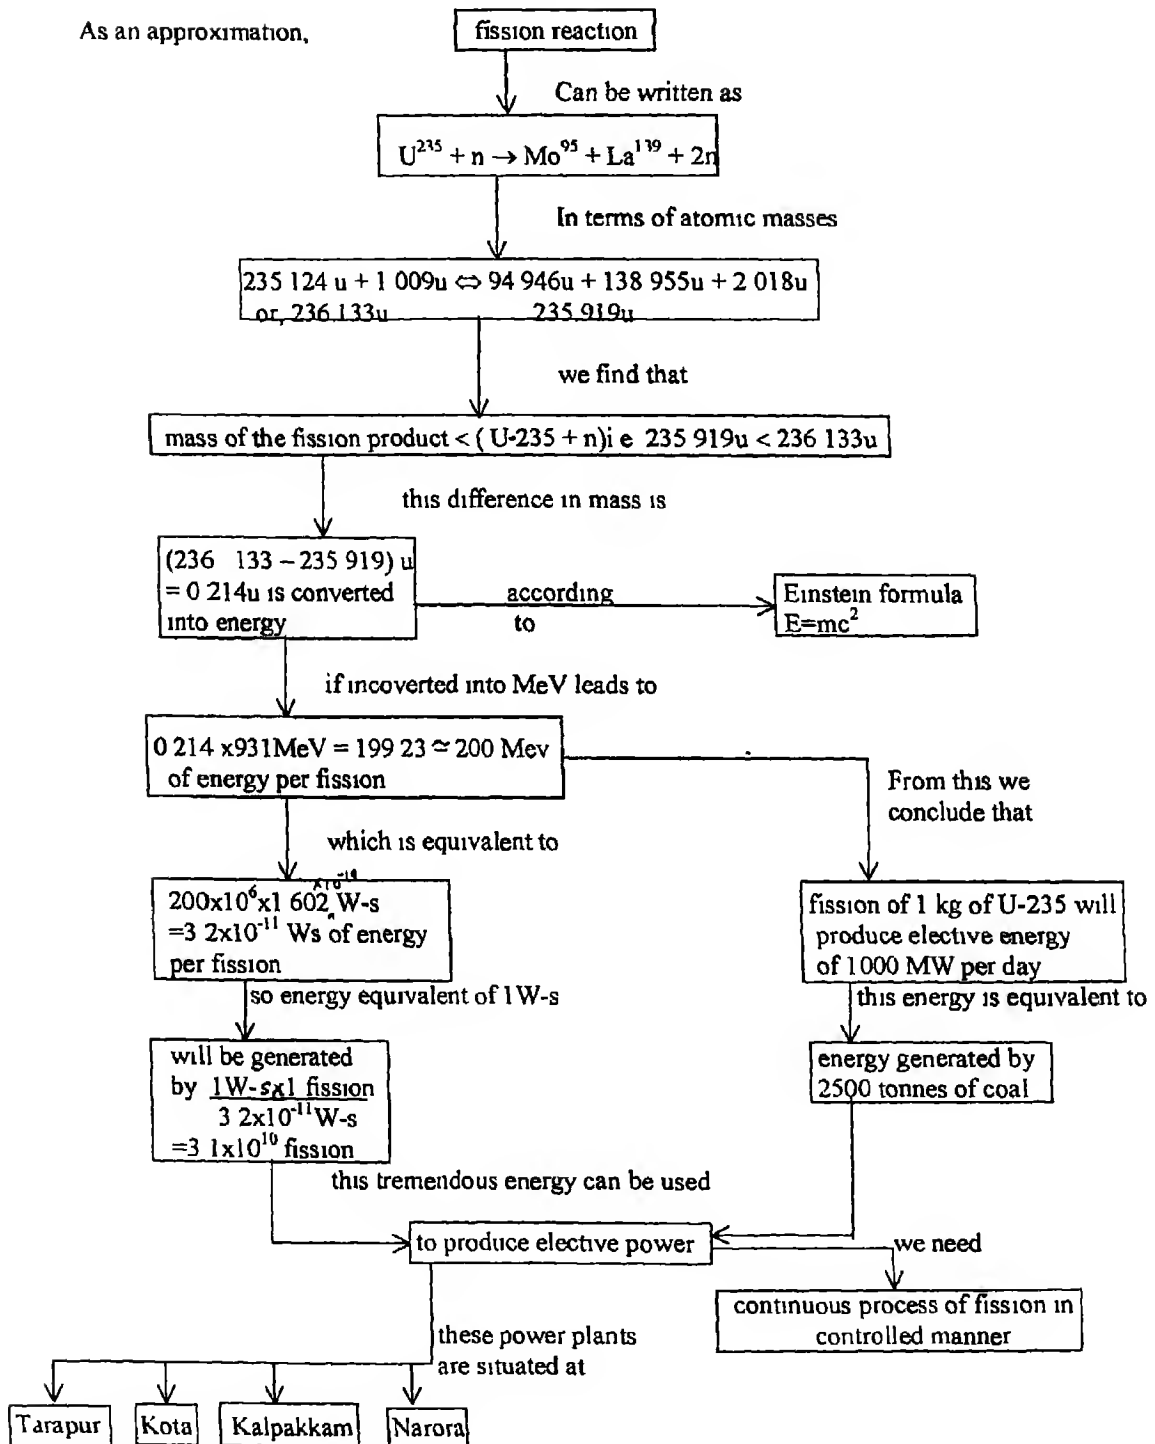 As an approximation,
fission reaction
Can be written as
U²³⁵ + n → Mo⁹⁵ + La¹³⁹ + 2n
In terms of atomic masses
235 124 u + 1 009u ⇔ 94 946u + 138 955u + 2 018u
or, 236 133u 235 919u
we find that
mass of the fission product < ( U-235 + n)i e 235 919u < 236 133u
this difference in mass is
(236 133 – 235 919) u
= 0 214u is converted
into energy
according
to
Einstein formula
E=mc²
if incoverted into MeV leads to
0 214 x931MeV = 199 23 ≃ 200 Mev
of energy per fission
From this we
conclude that
which is equivalent to
x10⁻¹⁹
200x10⁶x1 602^W-s
=3 2x10⁻¹¹ Ws of energy
per fission
fission of 1 kg of U-235 will
produce elective energy
of 1000 MW per day
so energy equivalent of 1W-s
this energy is equivalent to
will be generated
by 1W-sx1 fission
3 2x10⁻¹¹W-s
=3 1x10¹⁰ fission
energy generated by
2500 tonnes of coal
this tremendous energy can be used
to produce elective power
we need
continuous process of fission in
controlled manner
these power plants
are situated at
Tarapur
Kota
Kalpakkam
Narora